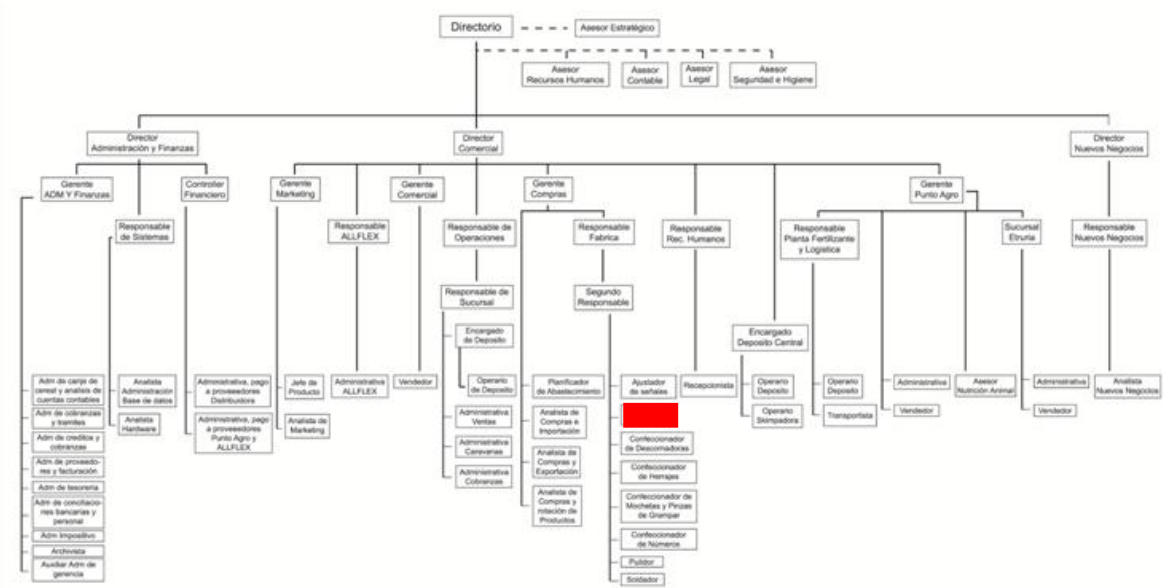 Directorio
Asesor Estratégico
Asesor
Recursos Humanos
Asesor
Contable
Asesor
Legal
Asesor
Seguridad e Higiene
Director
Administración y Finanzas
Director
Comercial
Director
Nuevos Negocios
Gerente
ADM Y Finanzas
Controller
Financiero
Gerente
Marketing
Gerente
Comercial
Gerente
Compras
Gerente
Punto Agro
Responsable
de Sistemas
Responsable
ALLFLEX
Responsable de
Operaciones
Responsable
Fabrica
Responsable
Rec. Humanos
Responsable
Planta Fertilizante
y Logistica
Sucursal
Etruria
Responsable
Nuevos Negocios
Responsable de
Sucursal
Segundo
Responsable
Encargado
de Deposito
Encargado
Deposito Central
Adm de canje de
cereal y analisis de
cuentas contables
Adm de cobranzas
y tramites
Adm de creditos y
cobranzas
Adm de proveedo-
res y facturación
Adm de tesoreria
Adm de conciliacio-
nes bancarias y
personal
Adm Impositivo
Archivista
Auxiliar Adm de
gerencia
Analista
Administración
Base de datos
Analista
Hardware
Administrativa, pago
a proveedores
Distribuidora
Administrativa, pago
a proveedores
Punto Agro y
ALLFLEX
Jefe de
Producto
Analista de
Marketing
Administrativa
ALLFLEX
Vendedor
Operario
de Deposito
Administrativa
Ventas
Administrativa
Caravanas
Administrativa
Cobranzas
Planificador
de Abastecimiento
Analista de
Compras e
Importación
Analista de
Compras y
Exportación
Analista de
Compras y
rotación de
Productos
Ajustador
de señales
Confeccionador
de Descornadoras
Confeccionador
de Herrajes
Confeccionador de
Mochetas y Pinzas
de Grampar
Confeccionador
de Números
Pulidor
Soldador
Recepcionista
Operario
Deposito
Operario
Skimpadora
Operario
Deposito
Transportista
Administrativa
Vendedor
Asesor
Nutrición Animal
Administrativa
Vendedor
Analista
Nuevos Negocios